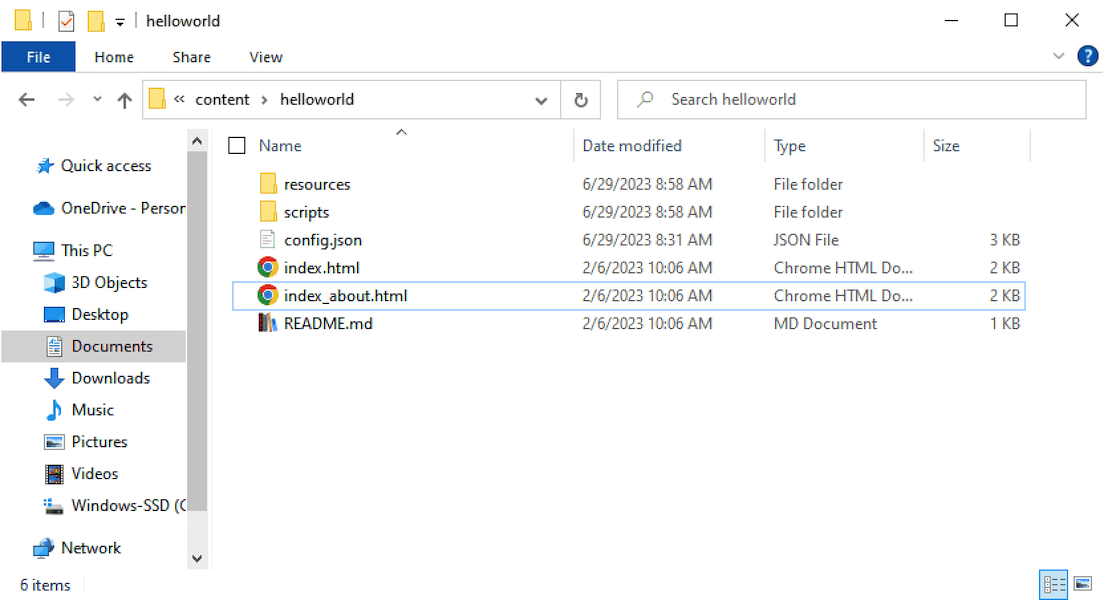 helloworld
File Home Share View ?
« content > helloworld Search helloworld
Name Date modified Type Size
Quick access
OneDrive - Person
This PC
3D Objects
Desktop
Documents
Downloads
Music
Pictures
Videos
Windows-SSD (C
Network
resources 6/29/2023 8:58 AM File folder
scripts 6/29/2023 8:58 AM File folder
config.json 6/29/2023 8:31 AM JSON File 3 KB
index.html 2/6/2023 10:06 AM Chrome HTML Do... 2 KB
index_about.html 2/6/2023 10:06 AM Chrome HTML Do... 2 KB
README.md 2/6/2023 10:06 AM MD Document 1 KB
6 items